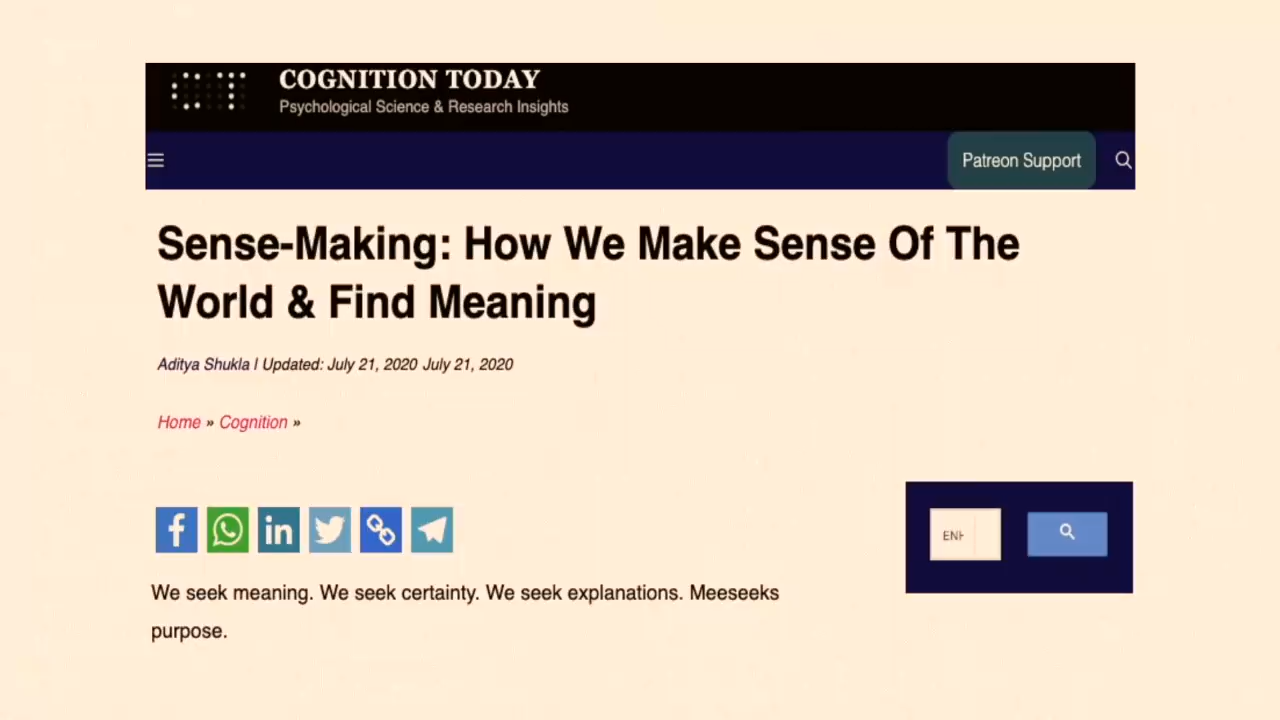 COGNITION TODAY
Psychological Science & Research Insights
Patreon Support
Sense-Making: How We Make Sense Of The
World & Find Meaning
Aditya Shukla I Updated: July 21, 2020 July 21, 2020
Home » Cognition »
ENH
We seek meaning. We seek certainty. We seek explanations. Meeseeks
purpose.